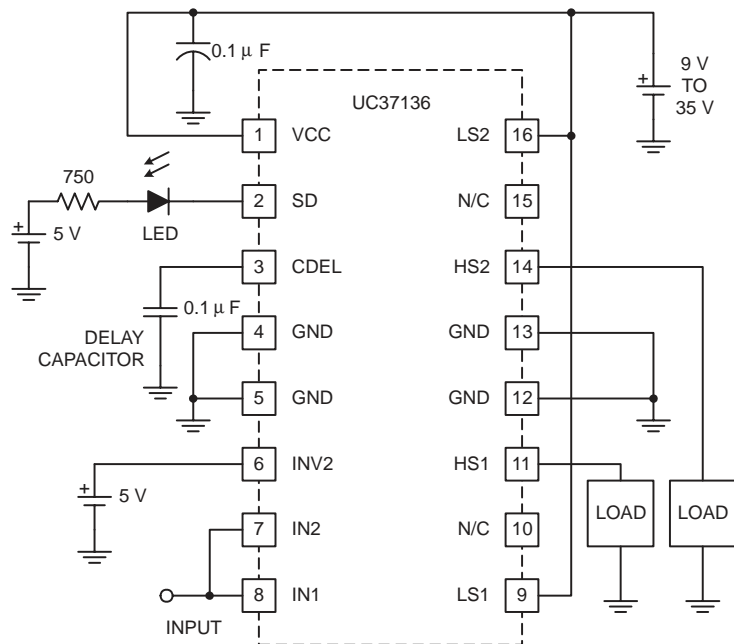 0.1 µ F
9 V
TO
35 V
+
UC37136
1 VCC
LS2 16
750
LED
+
5 V
2 SD
N/C 15
3 CDEL
HS2 14
0.1 µ F
DELAY
CAPACITOR
4 GND
GND 13
5 GND
GND 12
+
5 V
6 INV2
HS1 11
LOAD
LOAD
7 IN2
N/C 10
INPUT
8 IN1
LS1 9